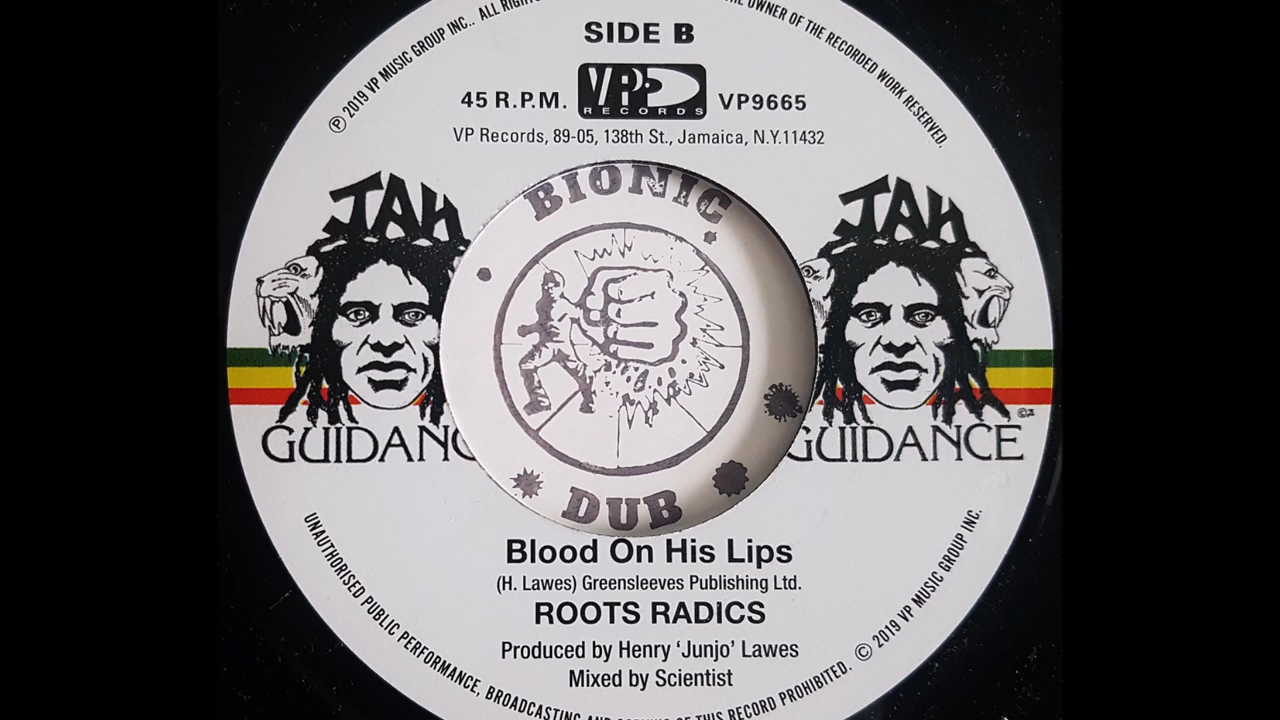 ℗ 2019 VP MUSIC GROUP INC.. ALL
THE OWNER OF THE RECORDED WORK RESERVED.
SIDE B
VP
RECORDS
45 R.P.M.
VP9665
VP Records, 89-05, 138th St., Jamaica, N.Y.11432
BIONIC
DUB
JAH
GUIDANC
JAH
GUIDANCE
Blood On His Lips
(H. Lawes) Greensleeves Publishing Ltd.
ROOTS RADICS
Produced by Henry ‘Junjo’ Lawes
Mixed by Scientist
UNAUTHORISED PUBLIC PERFORMANCE, BROADCASTING AND OF THIS RECORD PROHIBITED. © 2019 VP MUSIC GROUP INC.